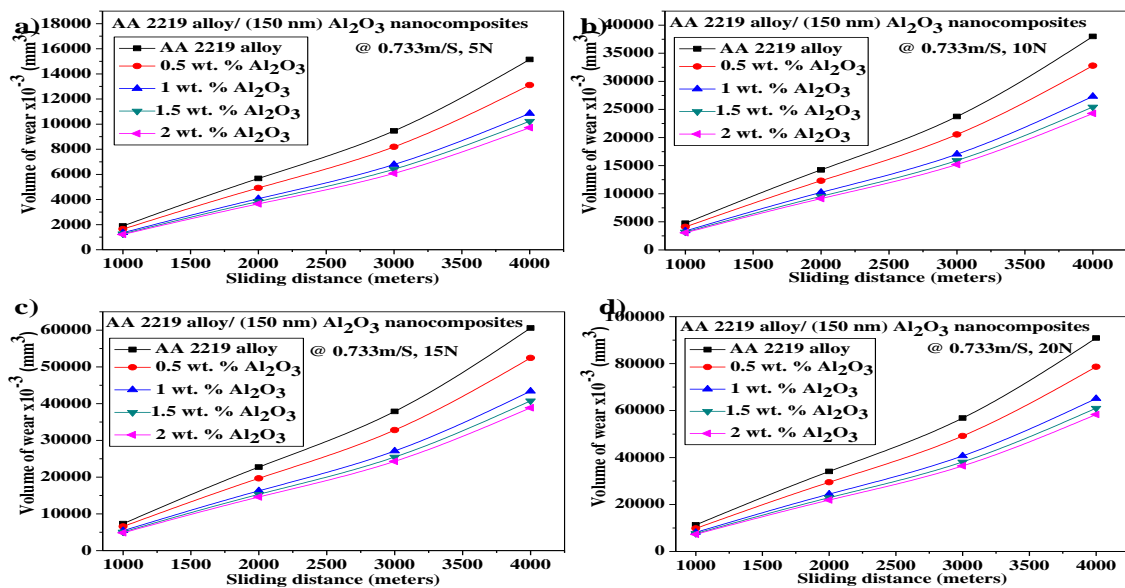 a)
AA 2219 alloy/ (150 nm) Al₂O₃ nanocomposites
@ 0.733m/S, 5N
AA 2219 alloy
0.5 wt. % Al₂O₃
1 wt. % Al₂O₃
1.5 wt. % Al₂O₃
2 wt. % Al₂O₃
Volume of wear x10⁻³ (mm³)
18000
16000
14000
12000
10000
8000
6000
4000
2000
0
1000 1500 2000 2500 3000 3500 4000
Sliding distance (meters)
b)
AA 2219 alloy/ (150 nm) Al₂O₃ nanocomposites
@ 0.733m/S, 10N
AA 2219 alloy
0.5 wt. % Al₂O₃
1 wt. % Al₂O₃
1.5 wt. % Al₂O₃
2 wt. % Al₂O₃
Volume of wear x10⁻³ (mm³)
40000
35000
30000
25000
20000
15000
10000
5000
0
1000 1500 2000 2500 3000 3500 4000
Sliding distance (meters)
c)
AA 2219 alloy/ (150 nm) Al₂O₃ nanocomposites
@ 0.733m/S, 15N
AA 2219 alloy
0.5 wt. % Al₂O₃
1 wt. % Al₂O₃
1.5 wt. % Al₂O₃
2 wt. % Al₂O₃
Volume of wear x10⁻³ (mm³)
60000
50000
40000
30000
20000
10000
0
1000 1500 2000 2500 3000 3500 4000
Sliding distance (meters)
d)
AA 2219 alloy/ (150 nm) Al₂O₃ nanocomposites
@ 0.733m/S, 20N
AA 2219 alloy
0.5 wt. % Al₂O₃
1 wt. % Al₂O₃
1.5 wt. % Al₂O₃
2 wt. % Al₂O₃
Volume of wear x10⁻³ (mm³)
100000
80000
60000
40000
20000
0
1000 1500 2000 2500 3000 3500 4000
Sliding distance (meters)